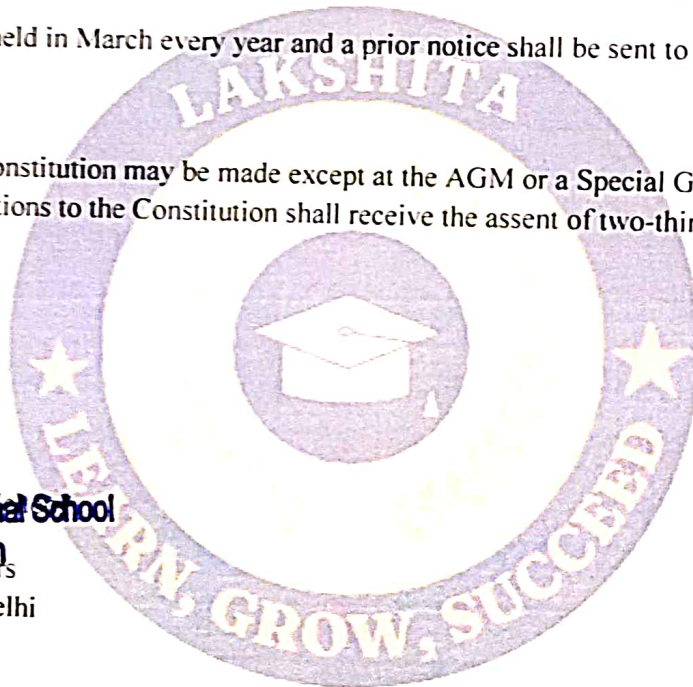 held in March every year and a prior notice shall be sent to
LAKSHITA
onstitution may be made except at the AGM or a Special G
tions to the Constitution shall receive the assent of two-thir
School
rs
elhi
LEARN, GROW, SUCCEED